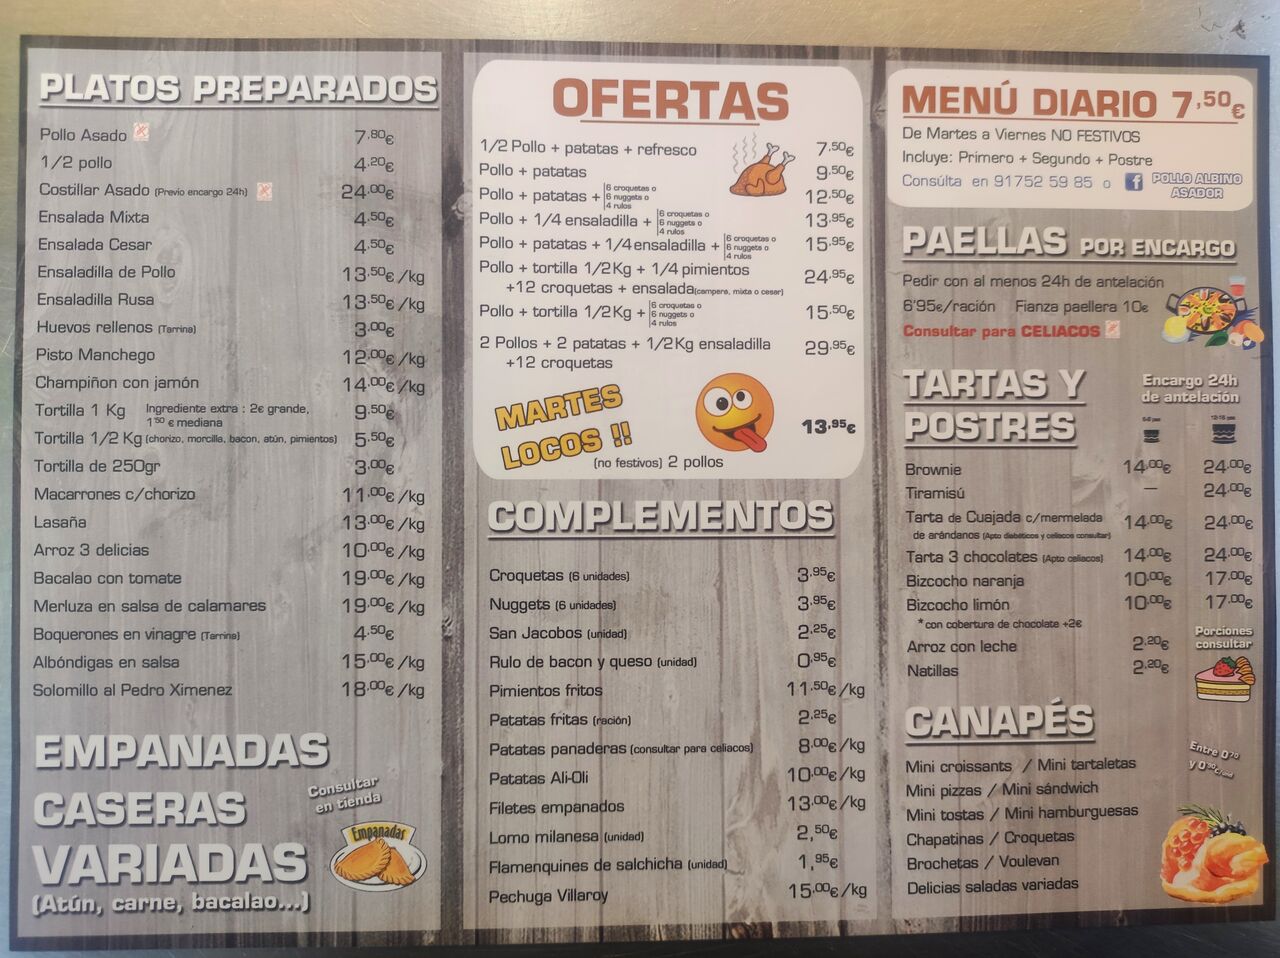 PLATOS PREPARADOS
Pollo Asado 7,80€
1/2 pollo 4,20€
Costillar Asado (Previo encargo 24h) 24,00€
Ensalada Mixta 4,50€
Ensalada Cesar 4,50€
Ensaladilla de Pollo 13,50€/kg
Ensaladilla Rusa 13,50€/kg
Huevos rellenos (Tarrina) 3,00€
Pisto Manchego 12,00€/kg
Champiñon con jamón 14,00€/kg
Tortilla 1 Kg Ingrediente extra : 2€ grande, 9,50€
1'50 € mediana
Tortilla 1/2 Kg (chorizo, morcilla, bacon, atún, pimientos) 5,50€
Tortilla de 250gr 3,00€
Macarrones c/chorizo 11,00€/kg
Lasaña 13,00€/kg
Arroz 3 delicias 10,00€/kg
Bacalao con tomate 19,00€/kg
Merluza en salsa de calamares 19,00€/kg
Boquerones en vinagre (Tarrina) 4,50€
Albóndigas en salsa 15,00€/kg
Solomillo al Pedro Ximenez 18,00€/kg
EMPANADAS
CASERAS
VARIADAS
(Atún, carne, bacalao...)
Consultar
en tienda
Empanadas
OFERTAS
1/2 Pollo + patatas + refresco 7,50€
Pollo + patatas 9,50€
Pollo + patatas + 6 croquetas o 12,50€
6 nuggets o
4 rulos
Pollo + 1/4 ensaladilla + 6 croquetas o 13,95€
6 nuggets o
4 rulos
Pollo + patatas + 1/4 ensaladilla + 6 croquetas o 15,95€
6 nuggets o
4 rulos
Pollo + tortilla 1/2Kg + 1/4 pimientos 24,95€
+12 croquetas + ensalada(campera, mixta o cesar)
Pollo + tortilla 1/2Kg + 6 croquetas o 15,50€
6 nuggets o
4 rulos
2 Pollos + 2 patatas + 1/2Kg ensaladilla 29,95€
+12 croquetas
MARTES
LOCOS !! 13,95€
(no festivos) 2 pollos
COMPLEMENTOS
Croquetas (6 unidades) 3,95€
Nuggets (6 unidades) 3,95€
San Jacobos (unidad) 2,25€
Rulo de bacon y queso (unidad) 0,95€
Pimientos fritos 11,50€/kg
Patatas fritas (ración) 2,25€
Patatas panaderas (consultar para celiacos) 8,00€/kg
Patatas Ali-Oli 10,00€/kg
Filetes empanados 13,00€/kg
Lomo milanesa (unidad) 2,50€
Flamenquines de salchicha (unidad) 1,95€
Pechuga Villaroy 15,00€/kg
MENÚ DIARIO 7,50€
De Martes a Viernes NO FESTIVOS
Incluye: Primero + Segundo + Postre
Consúlta en 91752 59 85 o f POLLO ALBINO
ASADOR
PAELLAS POR ENCARGO
Pedir con al menos 24h de antelación
6'95€/ración Fianza paellera 10€
Consultar para CELIACOS
TARTAS Y
POSTRES
Encargo 24h
de antelación
Brownie 14,00€ 24,00€
Tiramisú — 24,00€
Tarta de Cuajada c/mermelada 14,00€ 24,00€
de arándanos (Apto diabéticos y celiacos consultar)
Tarta 3 chocolates (Apto celiacos) 14,00€ 24,00€
Bizcocho naranja 10,00€ 17,00€
Bizcocho limón 10,00€ 17,00€
*con cobertura de chocolate +2€
Arroz con leche 2,20€
Natillas 2,20€
Porciones
consultar
CANAPÉS
Entre 0'70
Mini croissants / Mini tartaletas
Mini pizzas / Mini sándwich
Mini tostas / Mini hamburguesas
Chapatinas / Croquetas
Brochetas / Voulevan
Delicias saladas variadas